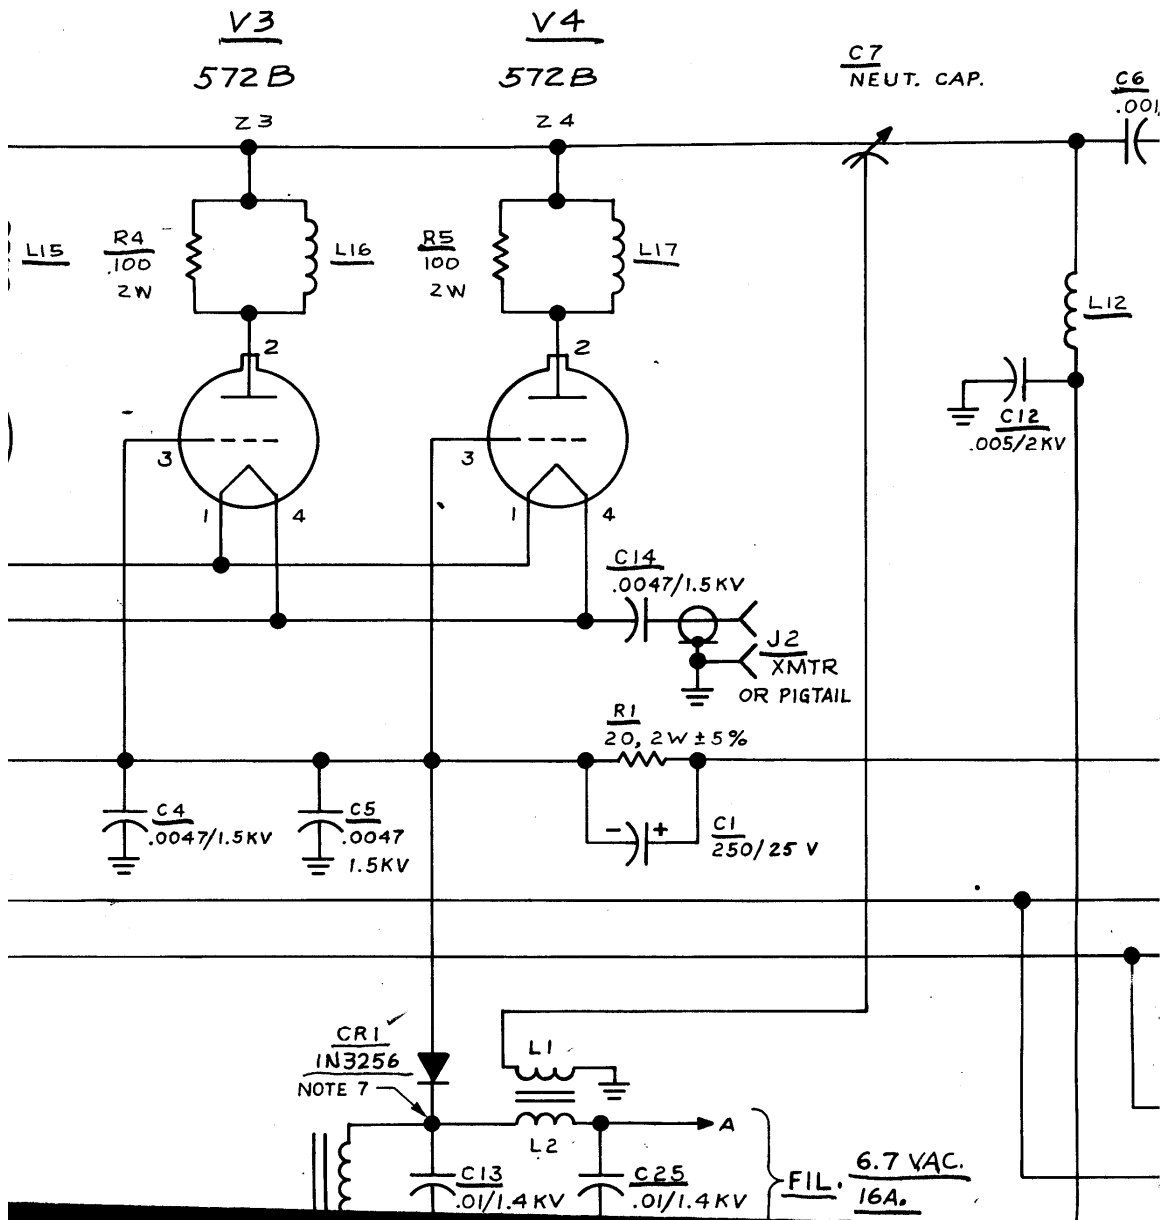 V3
V4
572B
572B
C7
NEUT. CAP.
C6
.001
Z3
Z4
L15
R4
.100
2W
L16
R5
100
2W
L17
L12
2
2
3
1
4
3
1
4
C12
.005/2KV
C14
.0047/1.5KV
J2
XMTR
OR PIGTAIL
R1
20, 2W ±5%
C4
.0047/1.5KV
C5
.0047
1.5KV
- +
C1
250/25 V
CR1
1N3256
NOTE 7
L1
L2
A
C13
.01/1.4KV
C25
.01/1.4KV
FIL.
6.7 VAC.
16A.